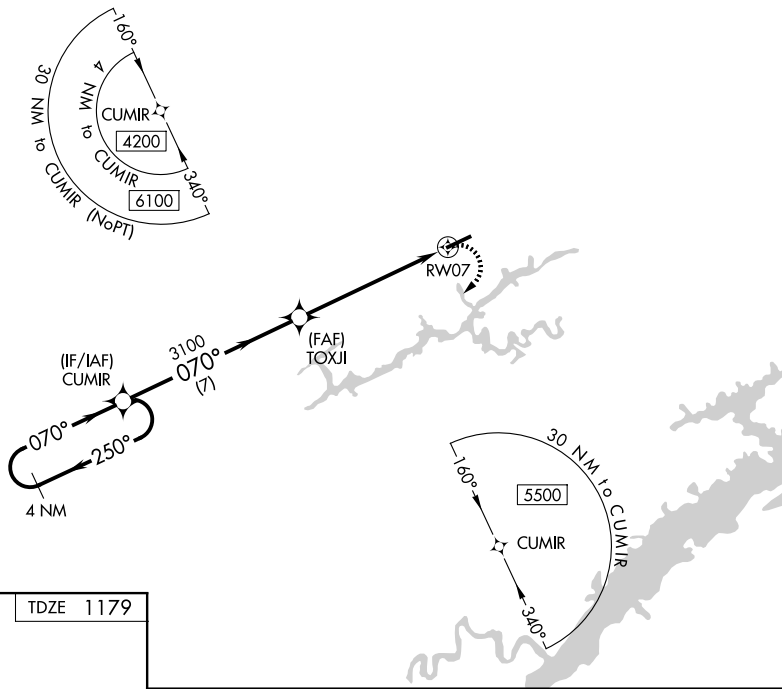 160°
30 NM to CUMIR (NoPT)
4 NM to CUMIR
CUMIR
4200
6100
340°
RW07
(FAF)
TOXJI
3100
070°
(7)
(IF/IAF)
CUMIR
070°
250°
4 NM
30 NM to CUMIR
160°
5500
CUMIR
340°
TDZE 1179